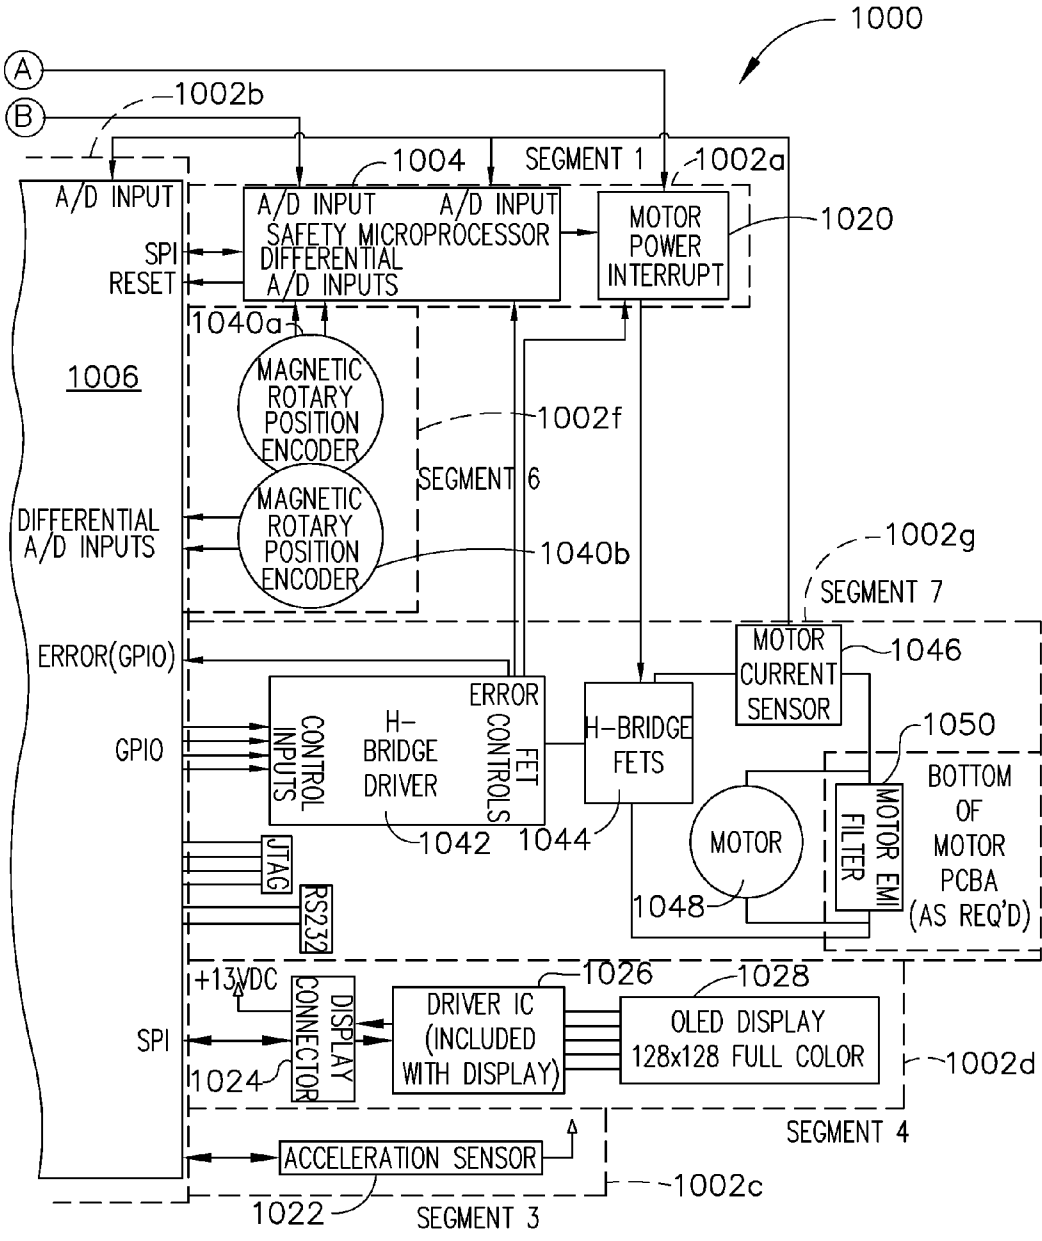 1000
A
1002b
B
SEGMENT 1
1002a
1004
A/D INPUT
A/D INPUT
A/D INPUT
SAFETY MICROPROCESSOR
DIFFERENTIAL
A/D INPUTS
MOTOR
POWER
INTERRUPT
1020
SPI
RESET
1040a
1006
MAGNETIC
ROTARY
POSITION
ENCODER
1002f
SEGMENT 6
MAGNETIC
ROTARY
POSITION
ENCODER
1040b
DIFFERENTIAL
A/D INPUTS
1002g
SEGMENT 7
ERROR(GPIO)
MOTOR
CURRENT
SENSOR
1046
ERROR
CONTROL
INPUTS
H-
BRIDGE
DRIVER
FET
CONTROLS
H-BRIDGE
FETS
GPIO
1050
1042
1044
MOTOR
1048
MOTOR EMI
FILTER
BOTTOM
OF
MOTOR
PCBA
(AS REQ'D)
JTAG
RS232
+13VDC
DISPLAY
CONNECTOR
1024
1026
DRIVER IC
(INCLUDED
WITH DISPLAY)
1028
OLED DISPLAY
128x128 FULL COLOR
SPI
1002d
SEGMENT 4
ACCELERATION SENSOR
1022
1002c
SEGMENT 3